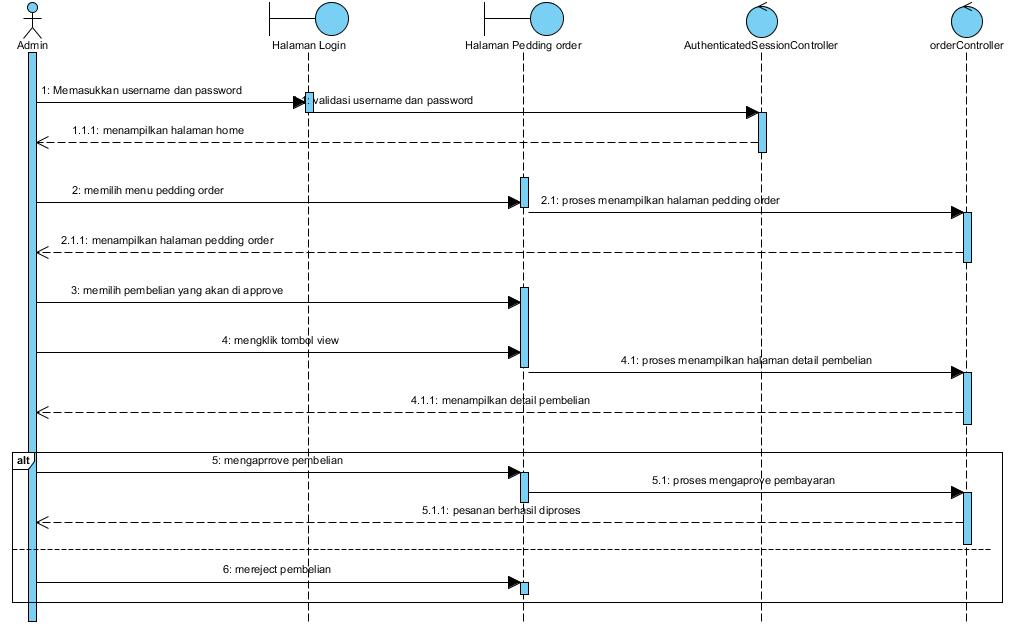 Admin
Halaman Login
Halaman Pedding order
AuthenticatedSessionController
orderController
1: Memasukkan username dan password
validasi username dan password
1.1.1: menampilkan halaman home
2: memilih menu pedding order
2.1: proses menampilkan halaman pedding order
2.1.1: menampilkan halaman pedding order
3: memilih pembelian yang akan di approve
4: mengklik tombol view
4.1: proses menampilkan halaman detail pembelian
4.1.1: menampilkan detail pembelian
alt
5: mengaprove pembelian
5.1: proses mengaprove pembayaran
5.1.1: pesanan berhasil diproses
6: mereject pembelian